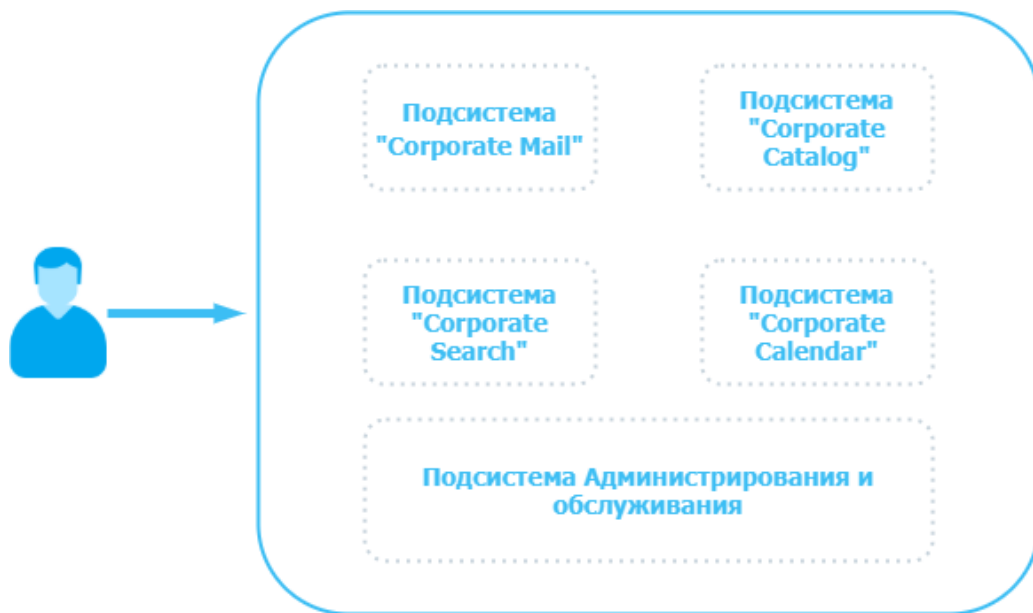 Подсистема
"Corporate Mail"
Подсистема
"Corporate
Catalog"
Подсистема
"Corporate
Search"
Подсистема
"Corporate
Calendar"
Подсистема Администрирования и
обслуживания